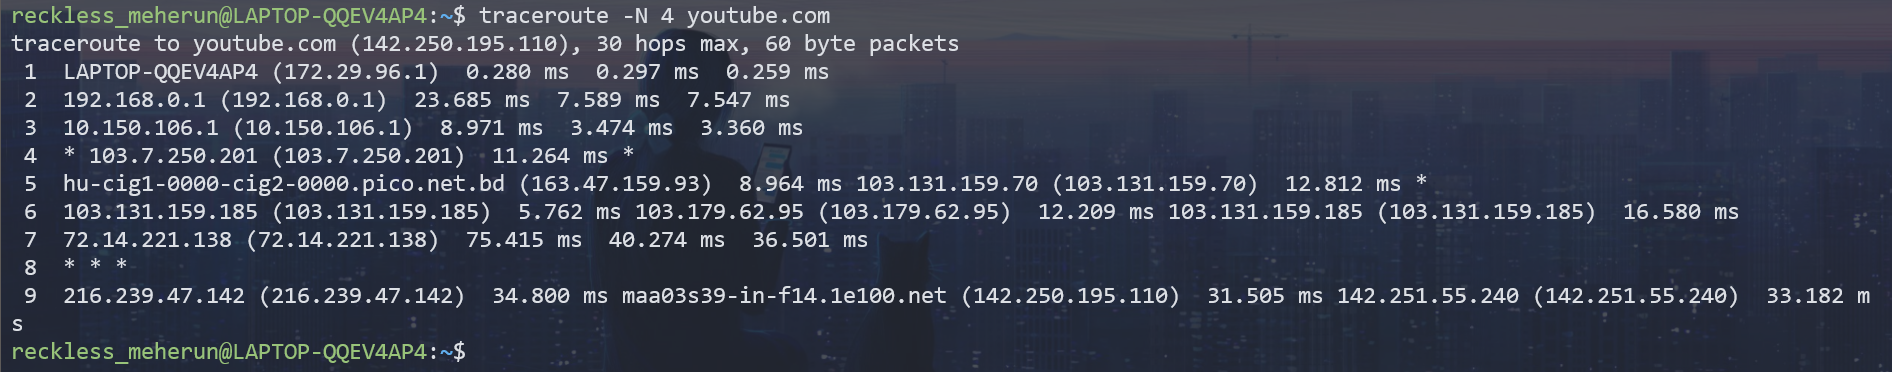 reckless_meherun@LAPTOP-QQEV4AP4:~$ traceroute -N 4 youtube.com
traceroute to youtube.com (142.250.195.110), 30 hops max, 60 byte packets
 1  LAPTOP-QQEV4AP4 (172.29.96.1)  0.280 ms  0.297 ms  0.259 ms
 2  192.168.0.1 (192.168.0.1)  23.685 ms  7.589 ms  7.547 ms
 3  10.150.106.1 (10.150.106.1)  8.971 ms  3.474 ms  3.360 ms
 4  * 103.7.250.201 (103.7.250.201)  11.264 ms *
 5  hu-cig1-0000-cig2-0000.pico.net.bd (163.47.159.93)  8.964 ms 103.131.159.70 (103.131.159.70)  12.812 ms *
 6  103.131.159.185 (103.131.159.185)  5.762 ms 103.179.62.95 (103.179.62.95)  12.209 ms 103.131.159.185 (103.131.159.185)  16.580 ms
 7  72.14.221.138 (72.14.221.138)  75.415 ms  40.274 ms  36.501 ms
 8  * * *
 9  216.239.47.142 (216.239.47.142)  34.800 ms maa03s39-in-f14.1e100.net (142.250.195.110)  31.505 ms 142.251.55.240 (142.251.55.240)  33.182 m
s
reckless_meherun@LAPTOP-QQEV4AP4:~$